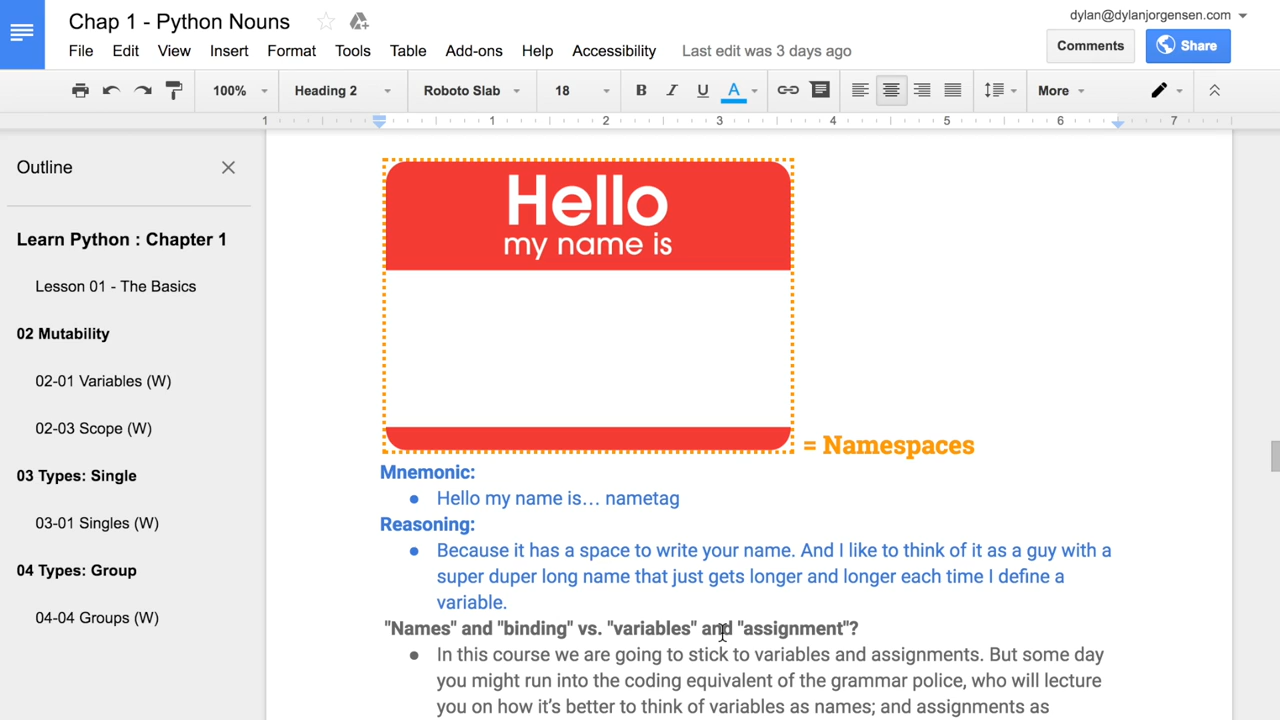 Chap 1 - Python Nouns
dylan@dylanjorgensen.com
File Edit View Insert Format Tools Table Add-ons Help Accessibility Last edit was 3 days ago
Comments Share
100% Heading 2 Roboto Slab 18 B I U A More
1 1 2 3 4 5 6 7
Outline
Learn Python : Chapter 1
Lesson 01 - The Basics
02 Mutability
02-01 Variables (W)
02-03 Scope (W)
03 Types: Single
03-01 Singles (W)
04 Types: Group
04-04 Groups (W)
Hello
my name is
= Namespaces
Mnemonic:
● Hello my name is... nametag
Reasoning:
● Because it has a space to write your name. And I like to think of it as a guy with a
super duper long name that just gets longer and longer each time I define a
variable.
"Names" and "binding" vs. "variables" and "assignment"?
● In this course we are going to stick to variables and assignments. But some day
you might run into the coding equivalent of the grammar police, who will lecture
you on how it's better to think of variables as names; and assignments as